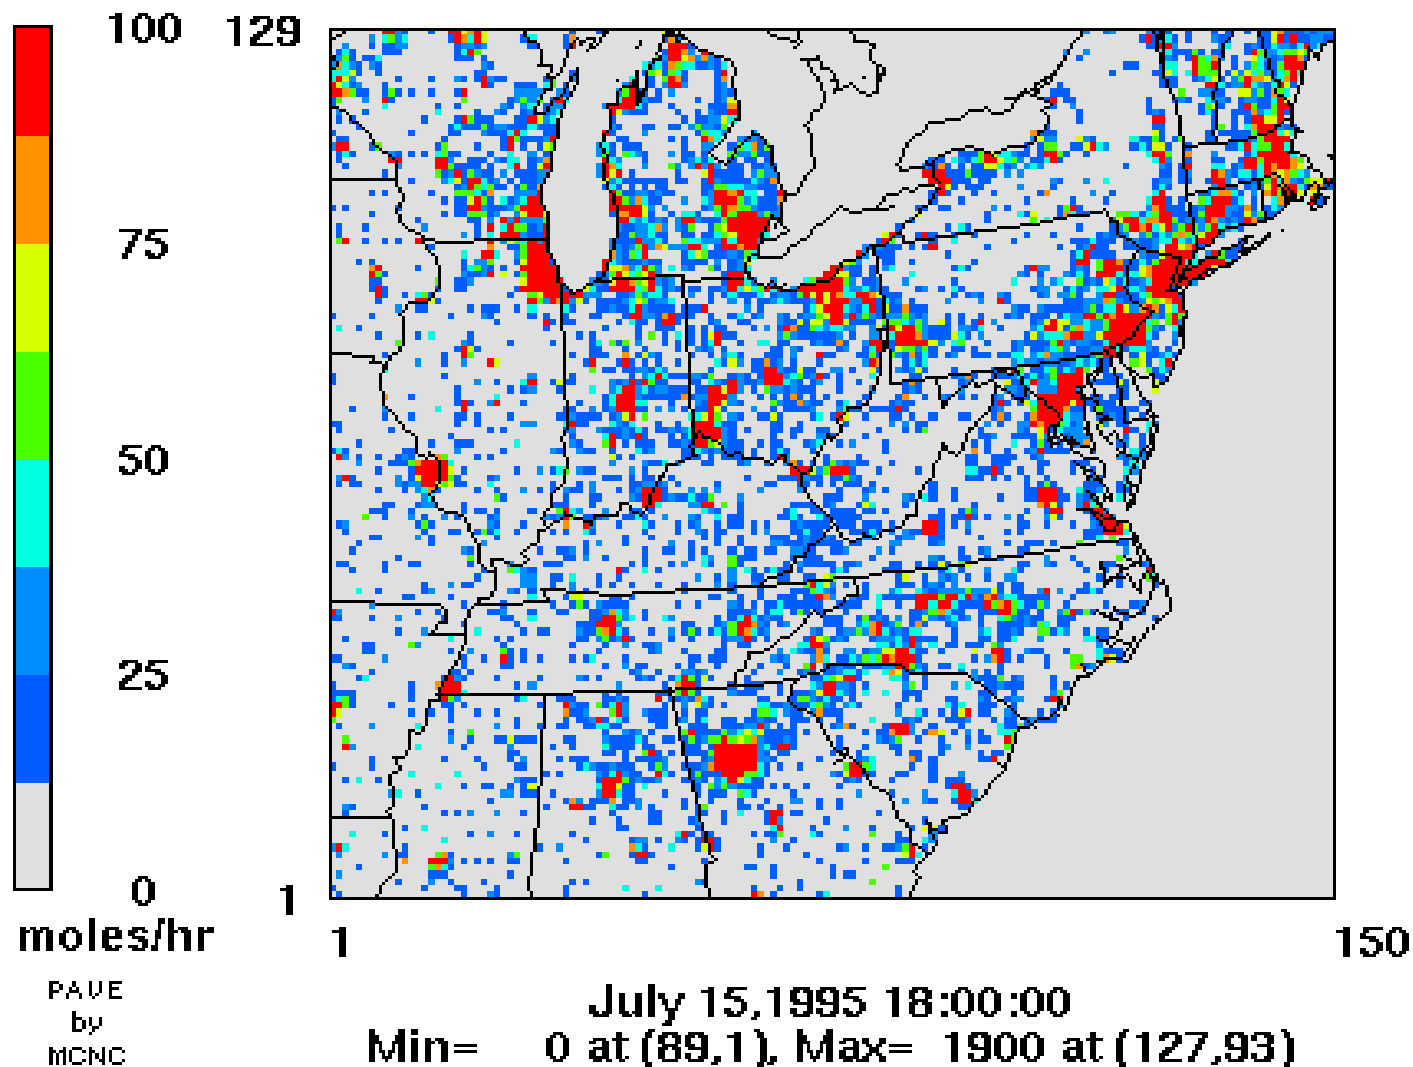 100
129
75
50
25
0
1
moles/hr
1
150
PAVE
by
MCNC
July 15,1995 18:00:00
Min= 0 at (89,1), Max= 1900 at (127,93)